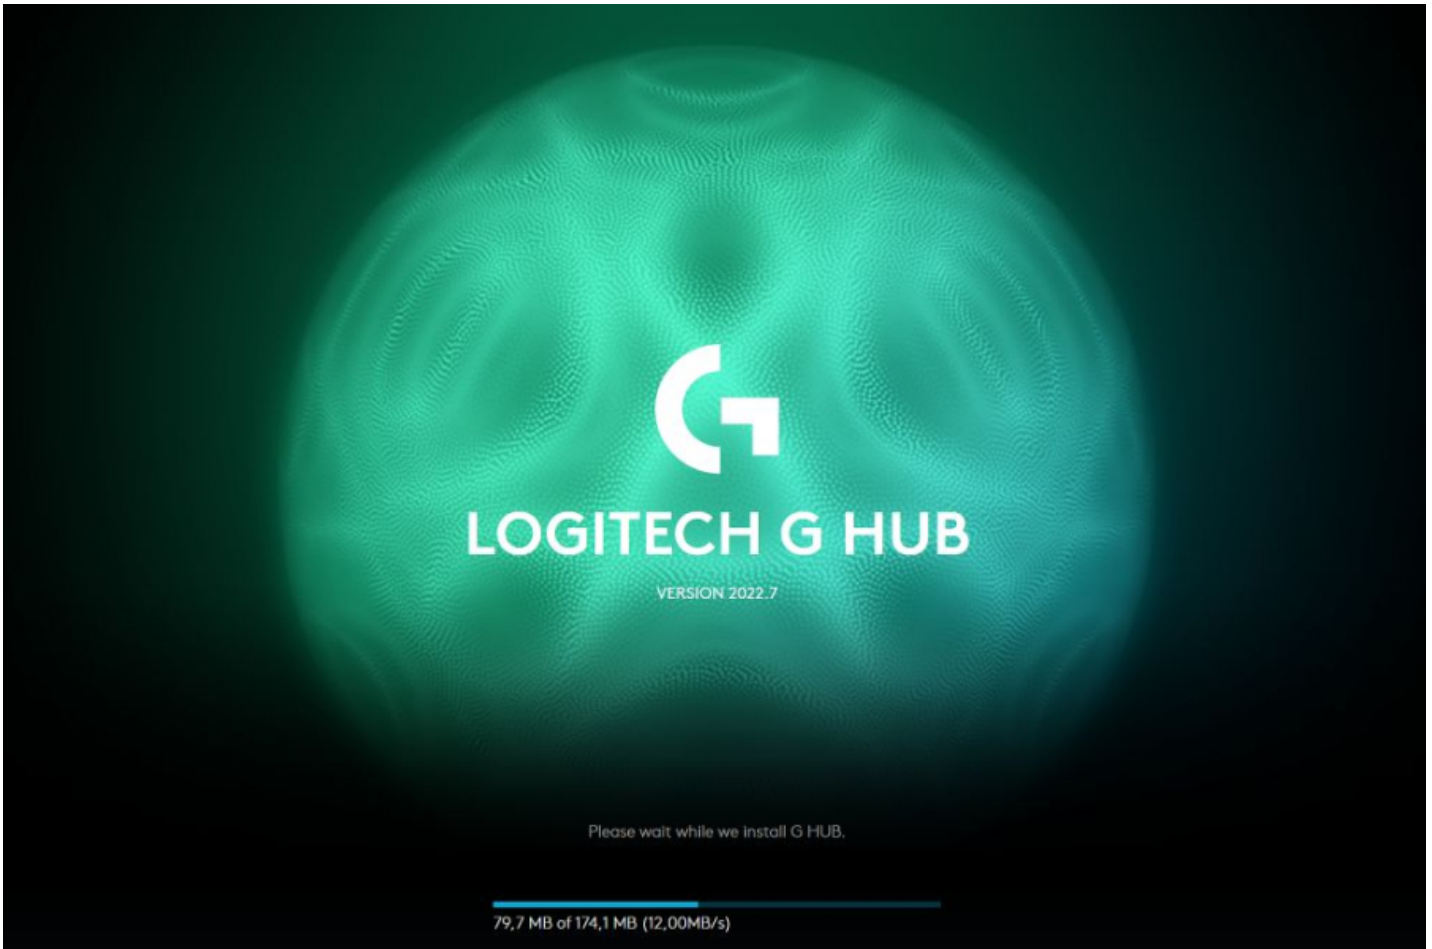 LOGITECH G HUB
VERSION 2022.7
Please wait while we install G HUB.
79,7 MB of 174,1 MB (12,00MB/s)